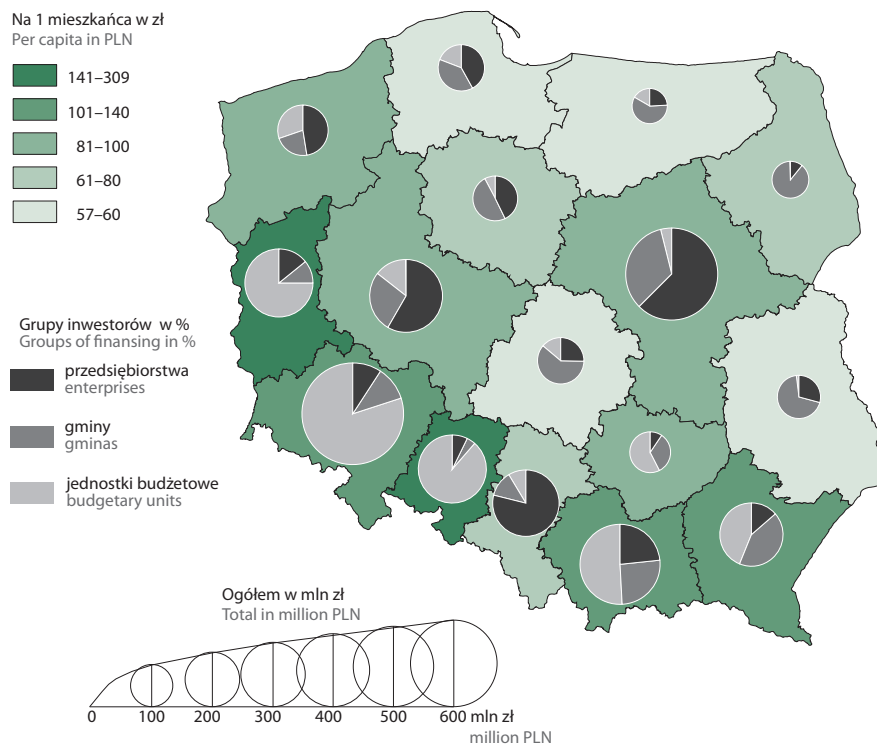 Na 1 mieszkańca w zł
Per capita in PLN
141–309
101–140
81–100
61–80
57–60
Grupy inwestorów w %
Groups of finansing in %
przedsiębiorstwa
enterprises
gminy
gminas
jednostki budżetowe
budgetary units
Ogółem w mln zł
Total in million PLN
0 100 200 300 400 500 600 mln zł
million PLN